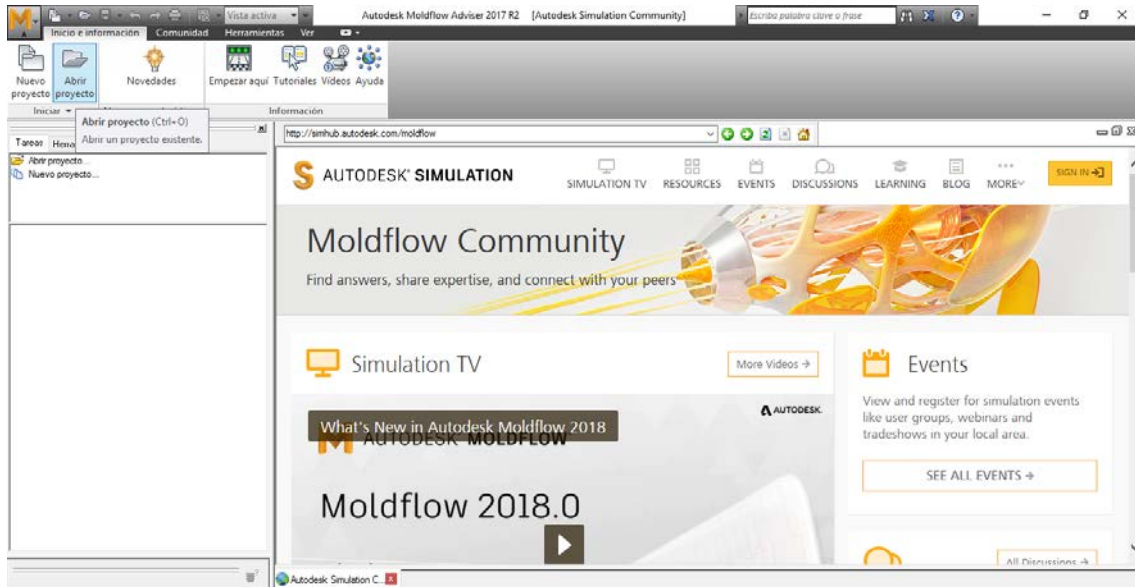 Vista activa
Autodesk Moldflow Adviser 2017 R2 [Autodesk Simulation Community]
Escriba palabra clave o frase
Inicio e información Comunidad Herramientas Ver
Nuevo proyecto
Abrir proyecto
Novedades
Empezar aquí Tutoriales Vídeos Ayuda
Iniciar
Información
Abrir proyecto (Ctrl+O)
Abrir un proyecto existente.
Tareas
Abrir proyecto...
Nuevo proyecto...
http://simhub.autodesk.com/moldflow
S AUTODESK® SIMULATION
SIMULATION TV RESOURCES EVENTS DISCUSSIONS LEARNING BLOG MORE
SIGN IN
Moldflow Community
Find answers, share expertise, and connect with your peers
Simulation TV
More Videos →
What's New in Autodesk Moldflow 2018
AUTODESK.
AUTODESK® MOLDFLOW
Moldflow 2018.0
Events
View and register for simulation events
like user groups, webinars and
tradeshows in your local area.
SEE ALL EVENTS →
All Discussions →
Autodesk Simulation C...